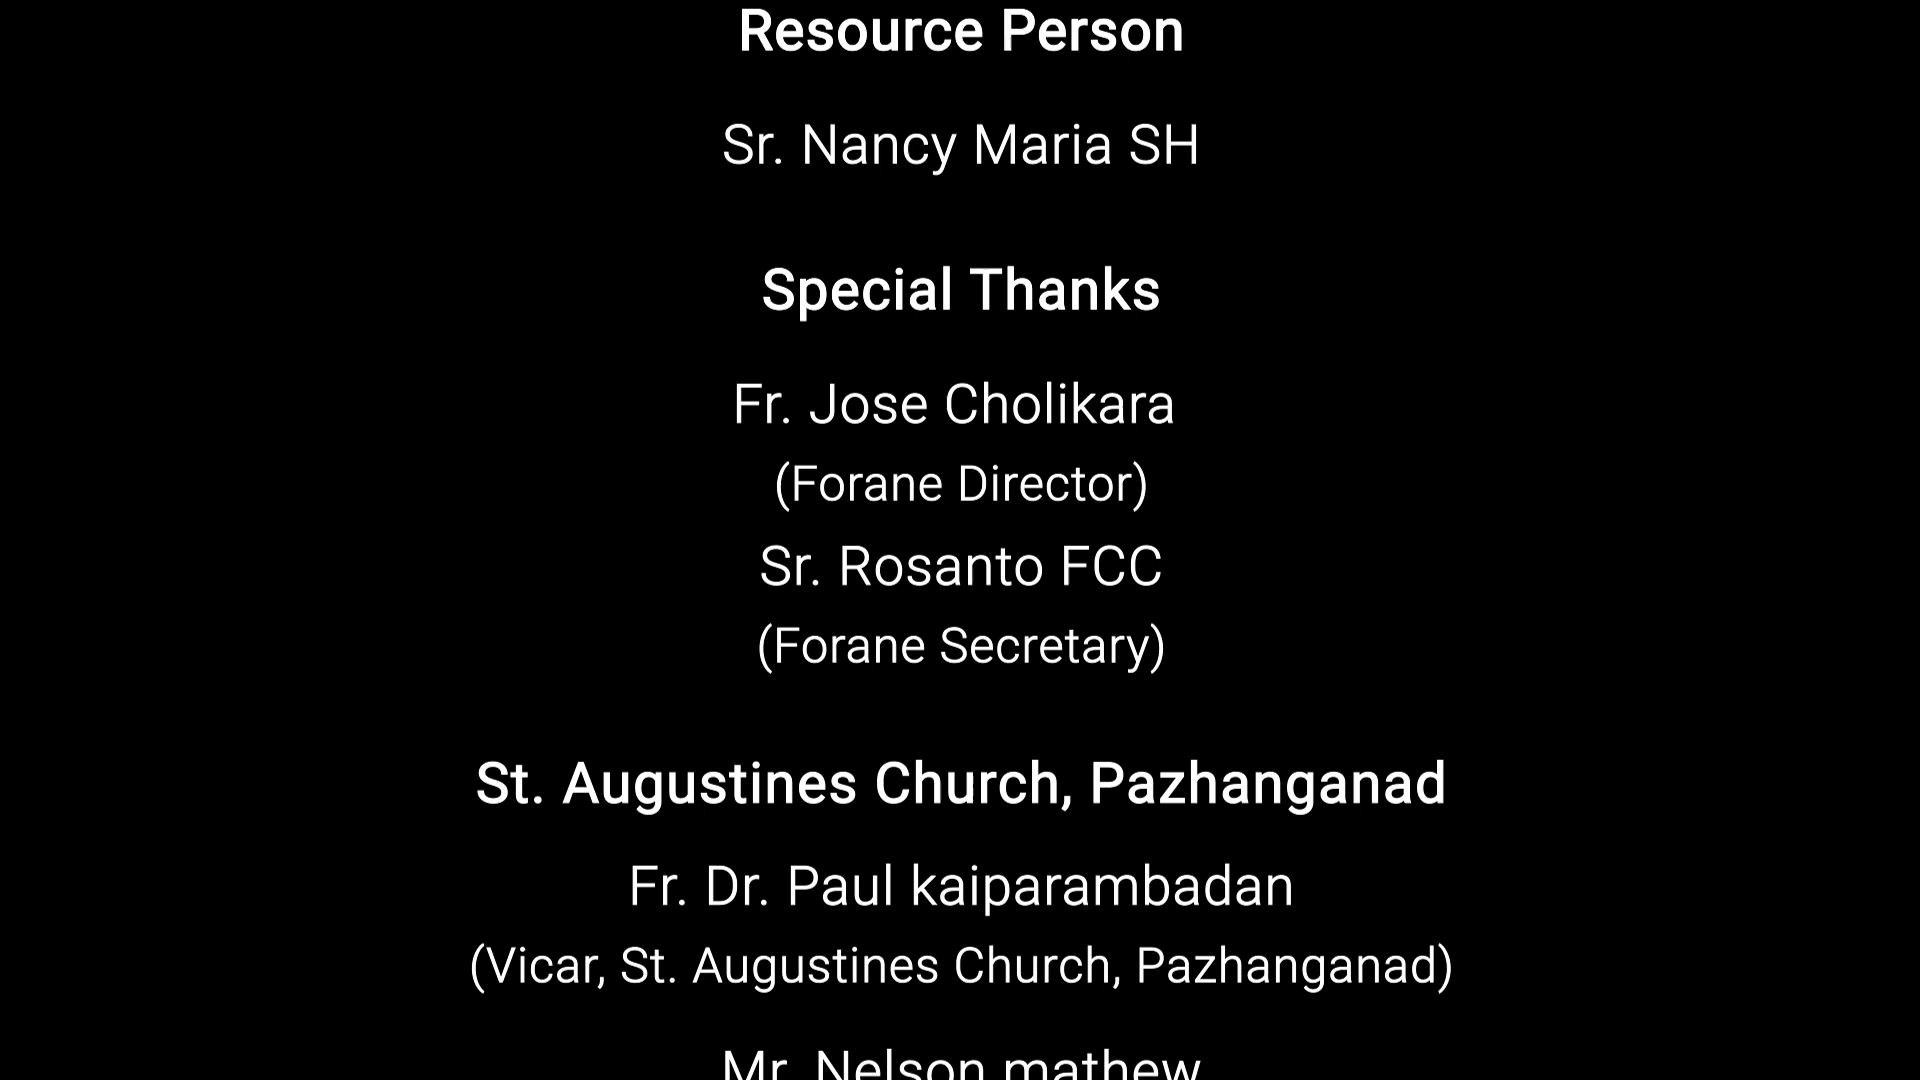 Resource Person
Sr. Nancy Maria SH
Special Thanks
Fr. Jose Cholikara
(Forane Director)
Sr. Rosanto FCC
(Forane Secretary)
St. Augustines Church, Pazhanganad
Fr. Dr. Paul kaiparambadan
(Vicar, St. Augustines Church, Pazhanganad)
Mr. Nelson mathew